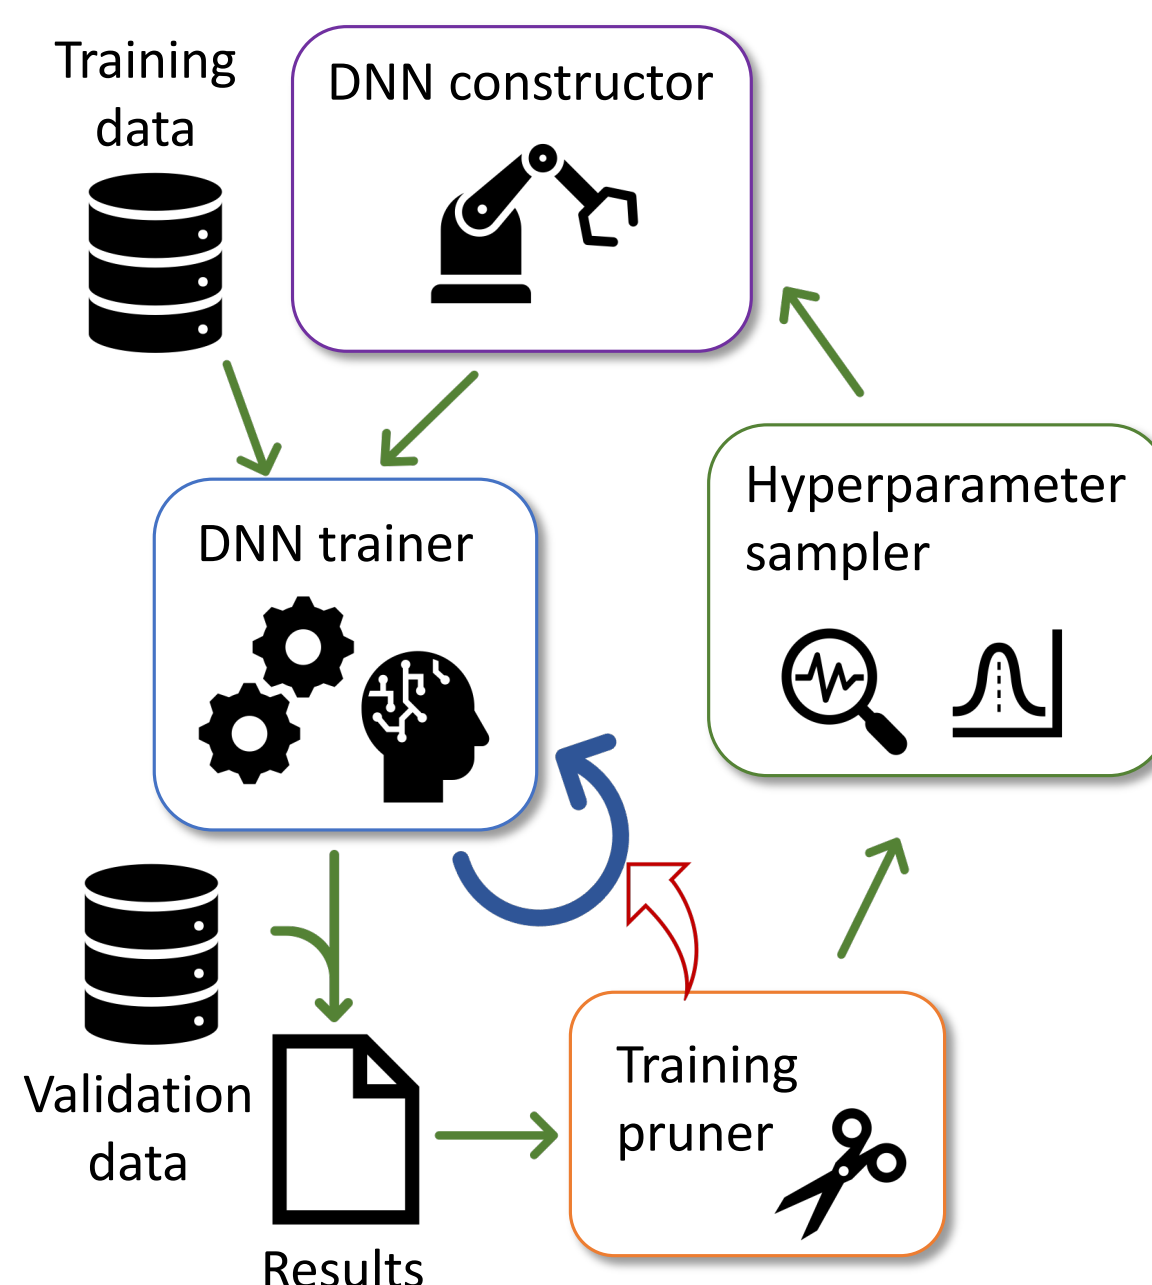 Training
data
DNN constructor
Hyperparameter
sampler
DNN trainer
Validation
data
Training
pruner
Results